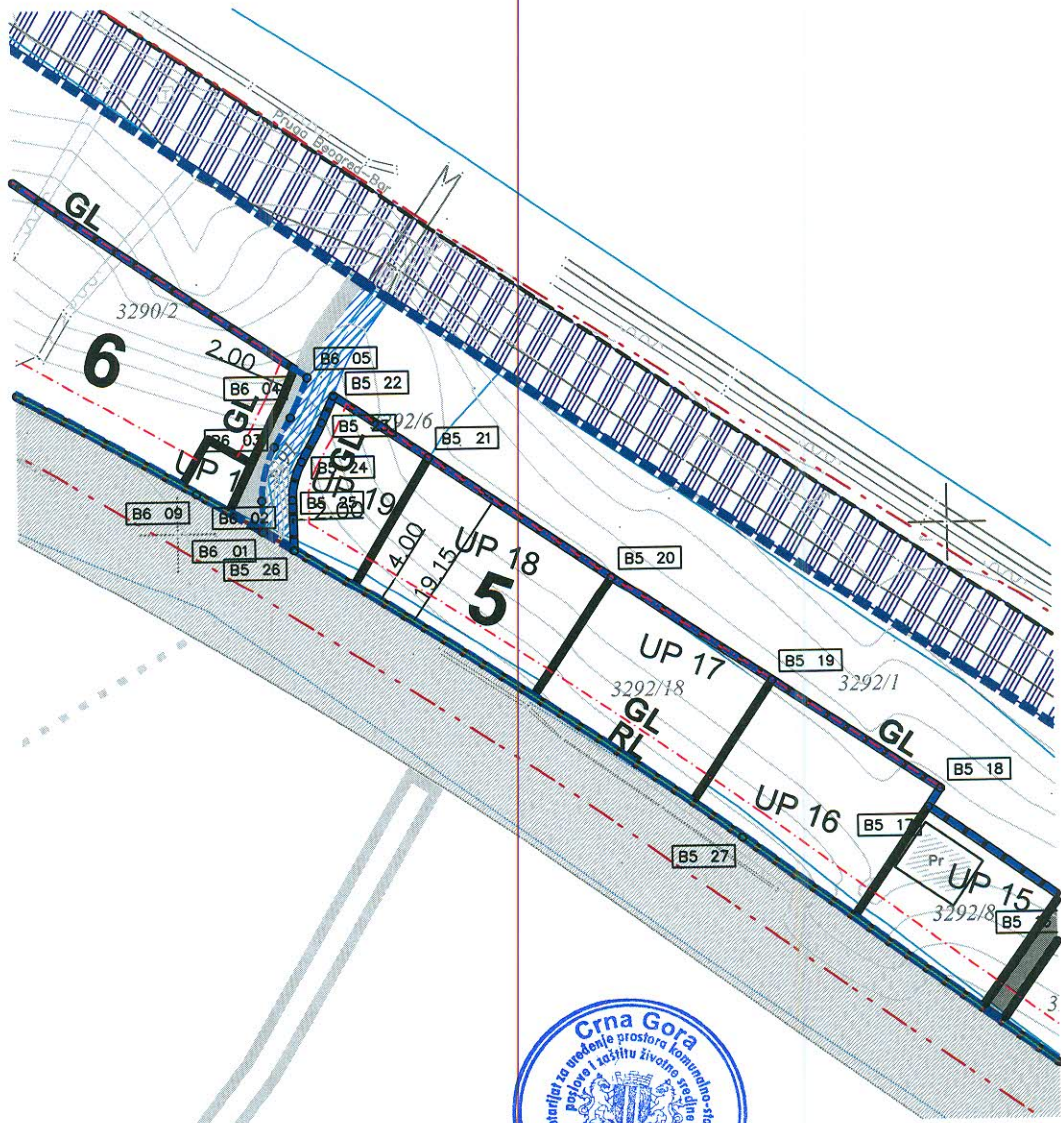 Pruga Beograd-Bar
GL
3290/2
6
2.00
B6 05
B6 04
B5 22
GL
B6 03
UP 1
B5 21
B5 24
GL
B5 25
UP 19
2.00
B6 09
B6 02
B6 01
B5 26
4.00
19.15
UP 18
5
B5 20
UP 17
3292/18
GL
RL
B5 19
3292/1
GL
B5 18
UP 16
B5 17
B5 27
Pr
UP 15
3292/8
Crna Gora
za uređenje prostora komunalno-
poslove i zaštitu životne sredine